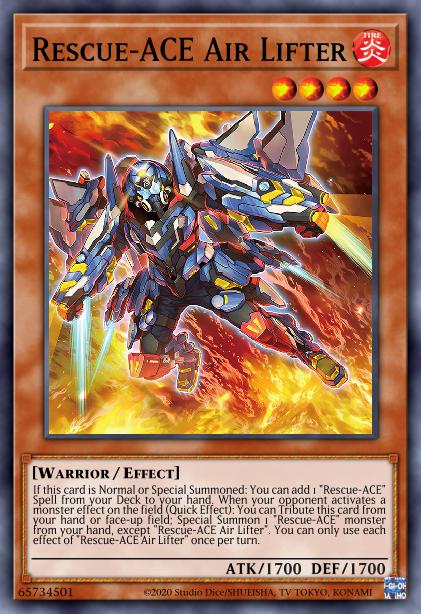 RESCUE-ACE AIR LIFTER
FIRE
炎
[WARRIOR / EFFECT]
If this card is Normal or Special Summoned: You can add 1 "Rescue-ACE"
Spell from your Deck to your hand. When your opponent activates a
monster effect on the field (Quick Effect): You can Tribute this card from
your hand or face-up field; Special Summon 1 "Rescue-ACE" monster
from your hand, except "Rescue-ACE Air Lifter". You can only use each
effect of "Rescue-ACE Air Lifter" once per turn.
ATK/1700 DEF/1700
65734501
©2020 Studio Dice/SHUEISHA, TV TOKYO, KONAMI